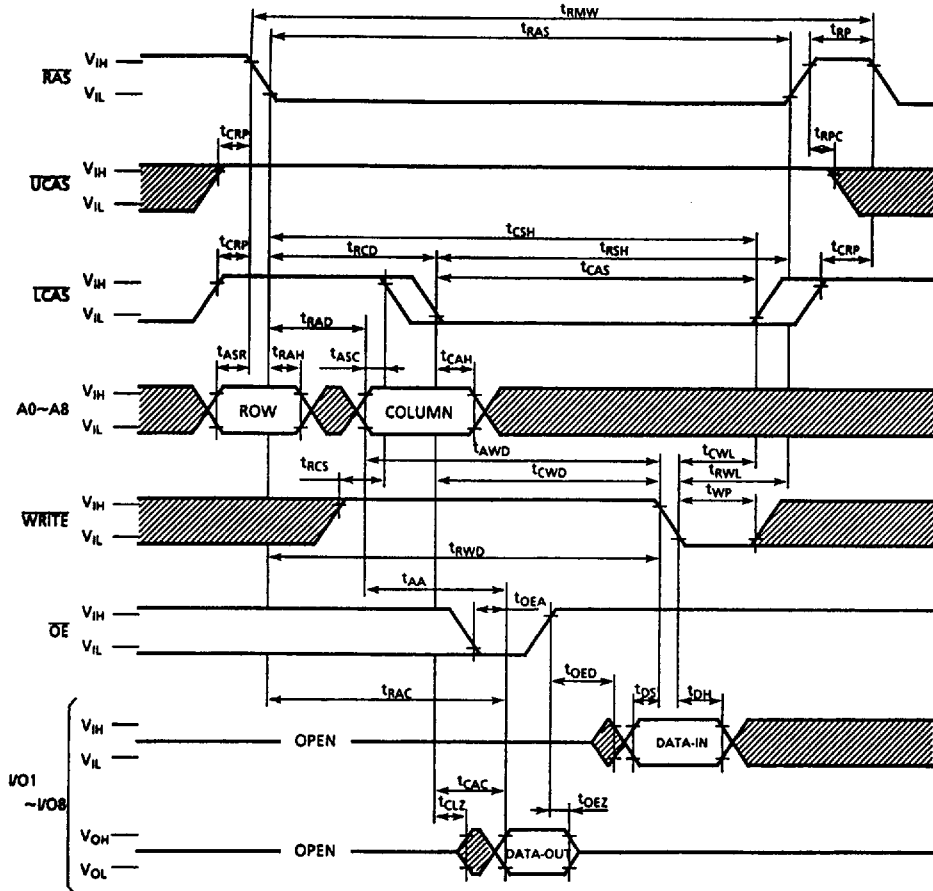 tRMW
tRAS
tRP
RAS
VIH
VIL
tCRP
tRPC
UCAS
VIH
VIL
tCSH
tCRP
tRCD
tRSH
tCRP
tCAS
LCAS
VIH
VIL
tRAD
tASR
tRAH
tASC
tCAH
A0~A8
VIH
VIL
ROW
COLUMN
tAWD
tCWL
tRCS
tCWD
tRWL
tWP
WRITE
VIH
VIL
tRWD
tAA
tOEA
OE
VIH
VIL
tOED
tRAC
tDS
tDH
VIH
VIL
OPEN
DATA-IN
I/O1
~I/O8
tCAC
tCLZ
tOEZ
VOH
VOL
OPEN
DATA-OUT